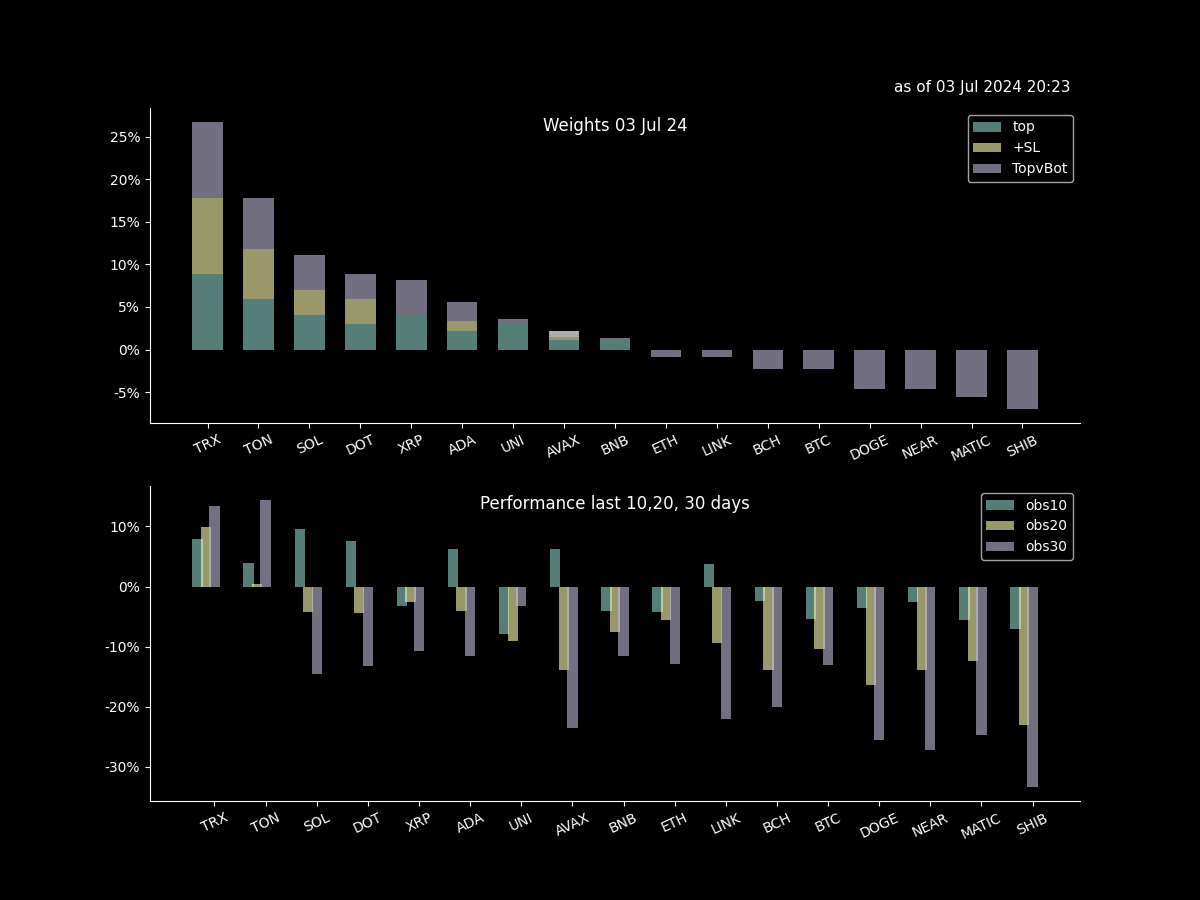 as of 03 Jul 2024 20:23
Weights 03 Jul 24
top
+SL
TopvBot
25%
20%
15%
10%
5%
0%
-5%
TRX TON SOL DOT XRP ADA UNI AVAX BNB ETH LINK BCH BTC DOGE NEAR MATIC SHIB
Performance last 10,20, 30 days
obs10
obs20
obs30
10%
0%
-10%
-20%
-30%
TRX TON SOL DOT XRP ADA UNI AVAX BNB ETH LINK BCH BTC DOGE NEAR MATIC SHIB